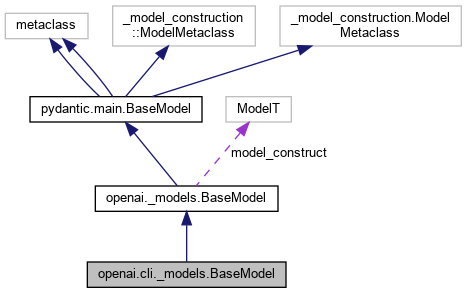 metaclass
_model_construction
::ModelMetaclass
_model_construction.Model
Metaclass
pydantic.main.BaseModel
ModelT
model_construct
openai._models.BaseModel
openai.cli._models.BaseModel